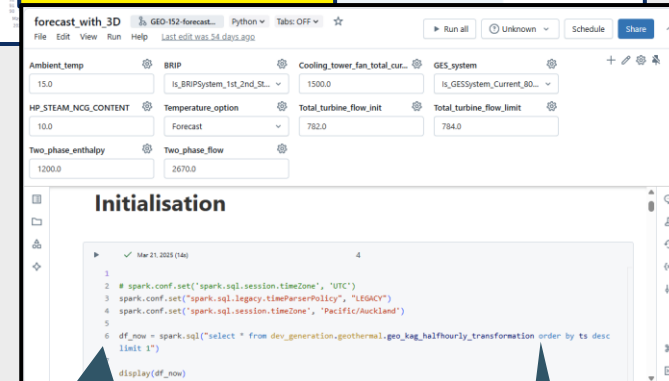 forecast_with_3D GEO-152-forecast... Python Tabs: OFF
File Edit View Run Help Last edit was 54 days ago
Run all Unknown Schedule Share
Ambient_temp BRIP Cooling_tower_fan_total_cur... GES_system
15.0 Is_BRIPSystem_1st_2nd_St... 1500.0 Is_GESSystem_Current_80...
HP_STEAM_NCG_CONTENT Temperature_option Total_turbine_flow_init Total_turbine_flow_limit
10.0 Forecast 782.0 784.0
Two_phase_enthalpy Two_phase_flow
1200.0 2670.0
Initialisation
Mar 21, 2025 (14s) 4
1
2 # spark.conf.set('spark.sql.session.timeZone', 'UTC')
3 spark.conf.set("spark.sql.legacy.timeParserPolicy", "LEGACY")
4 spark.conf.set('spark.sql.session.timeZone', 'Pacific/Auckland')
5
6 df_now = spark.sql("select * from dev_generation.geothermal.geo_kag_halfhourly_transformation order by ts desc
limit 1")
display(df_now)